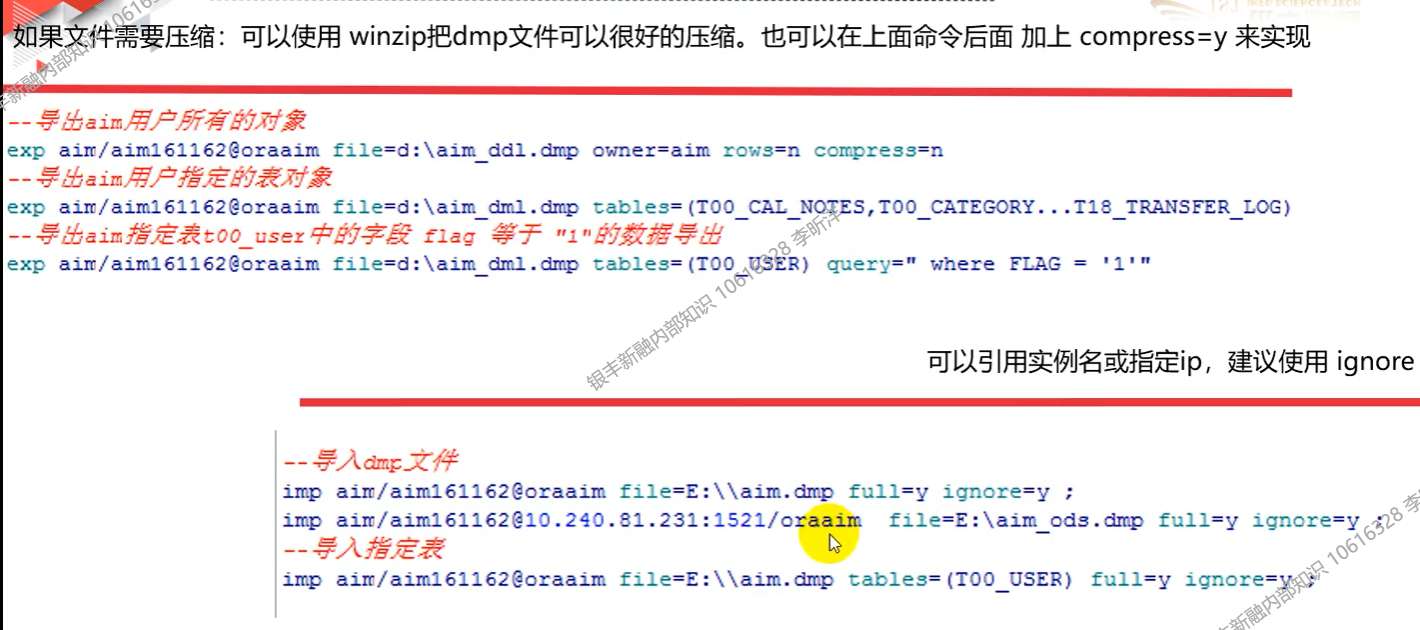 如果文件需要压缩：可以使用 winzip把dmp文件可以很好的压缩。也可以在上面命令后面 加上 compress=y 来实现
--导出aim用户所有的对象
exp aim/aim161162@oraaim file=d:\aim_ddl.dmp owner=aim rows=n compress=n
--导出aim用户指定的表对象
exp aim/aim161162@oraaim file=d:\aim_dml.dmp tables=(T00_CAL_NOTES,T00_CATEGORY...T18_TRANSFER_LOG)
--导出aim指定表t00_user中的字段 flag 等于 "1"的数据导出
exp aim/aim161162@oraaim file=d:\aim_dml.dmp tables=(T00_USER) query=" where FLAG = '1'"
银丰新融内部知识 10616328 李昕洋
可以引用实例名或指定ip，建议使用 ignore
--导入dmp文件
imp aim/aim161162@oraaim file=E:\\aim.dmp full=y ignore=y ;
imp aim/aim161162@10.240.81.231:1521/oraaim file=E:\aim_ods.dmp full=y ignore=y ;
--导入指定表
imp aim/aim161162@oraaim file=E:\\aim.dmp tables=(T00_USER) full=y ignore=y ;
新融内部知识 10616328 李